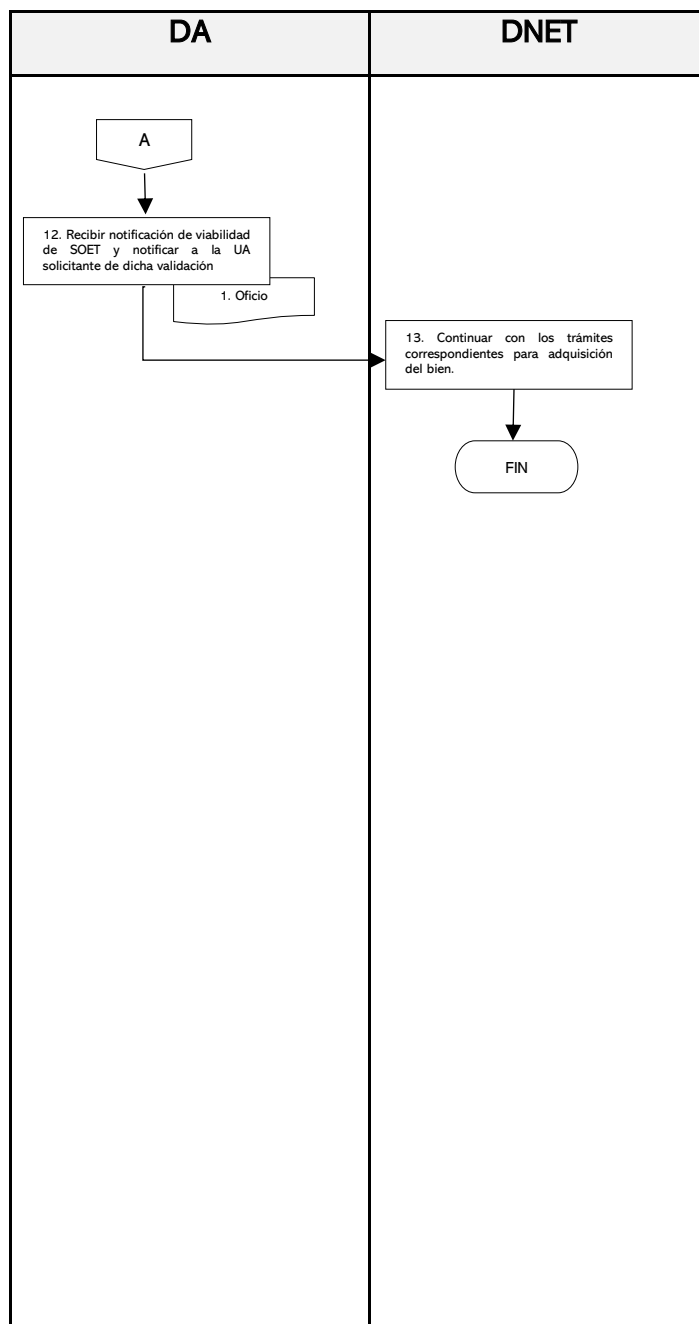 DA
DNET
A
12. Recibir notificación de viabilidad
de SOET y notificar a la UA
solicitante de dicha validación
1. Oficio
13. Continuar con los trámites
correspondientes para adquisición
del bien.
FIN